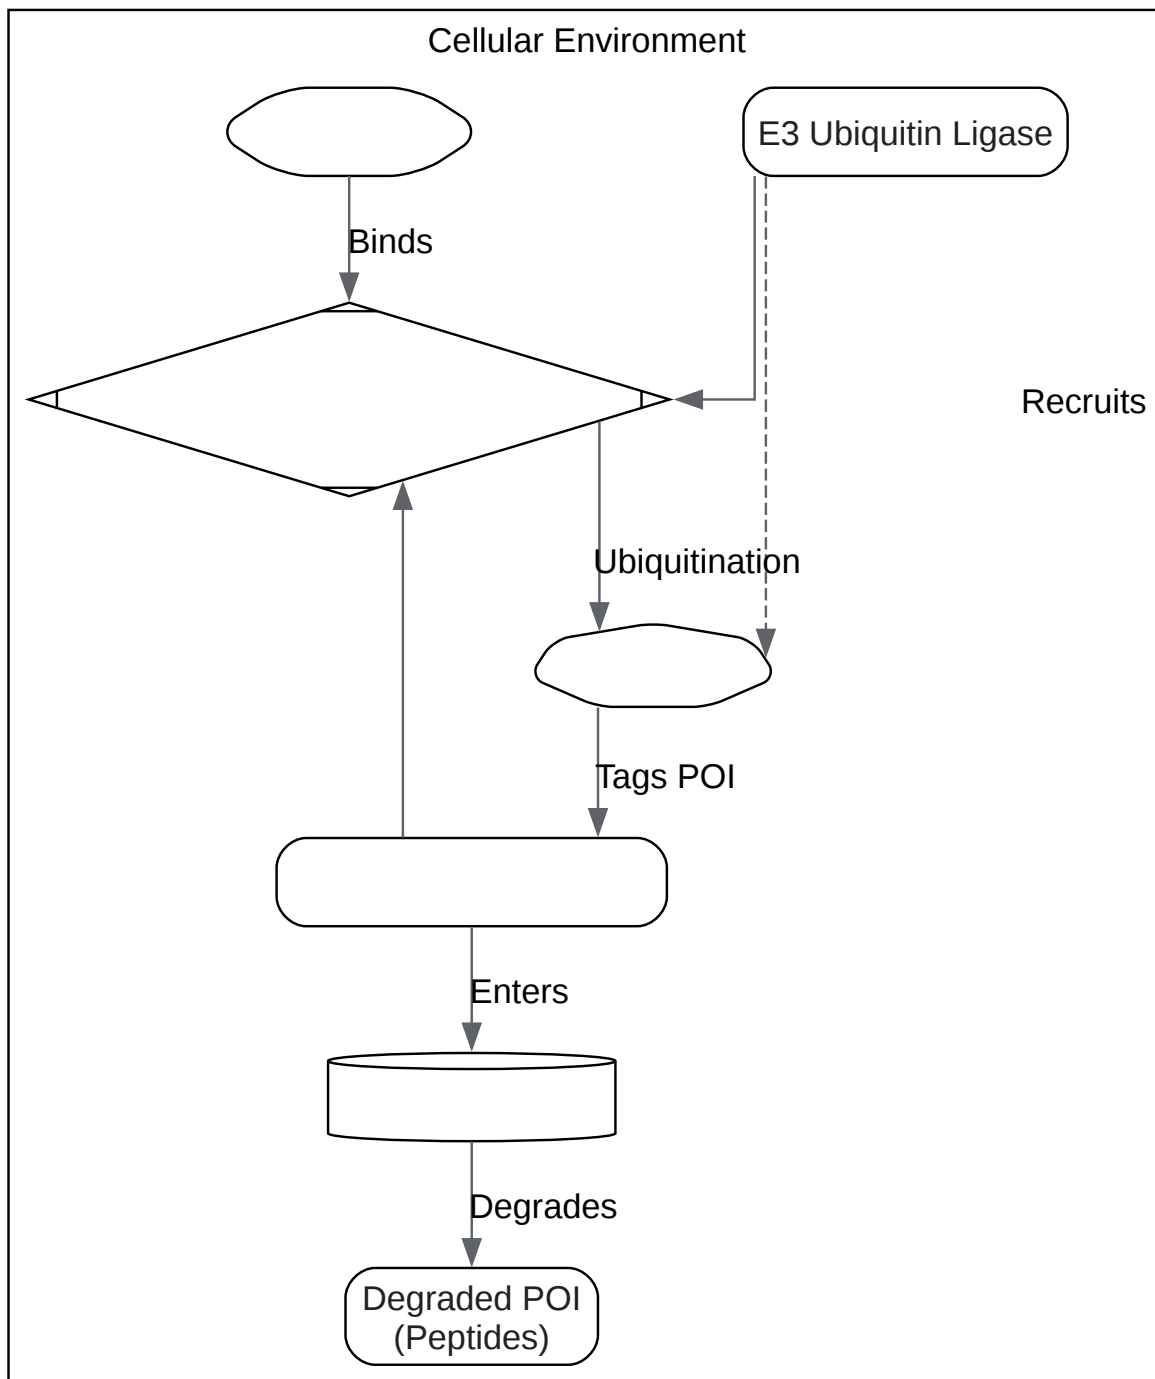 Cellular Environment
E3 Ubiquitin Ligase
Binds
Recruits
Ubiquitination
Tags POI
Enters
Degrades
Degraded POI
(Peptides)